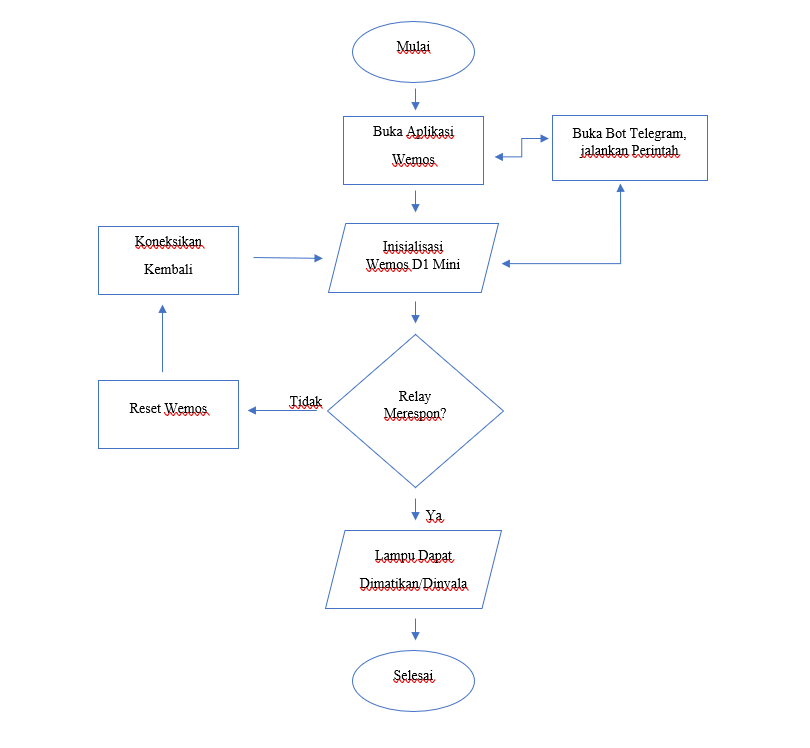 Mulai
Buka Aplikasi
Wemos
Buka Bot Telegram,
jalankan Perintah
Koneksikan
Kembali
Inisialisasi
Wemos D1 Mini
Reset Wemos
Tidak
Relay
Merespon?
Ya
Lampu Dapat
Dimatikan/Dinyala
Selesai